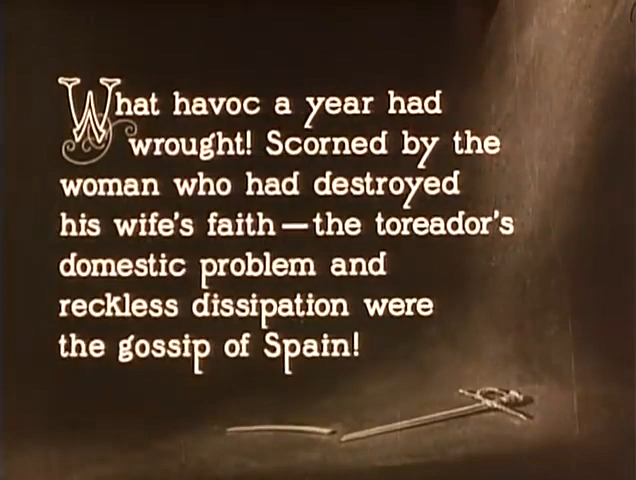 What havoc a year had
wrought! Scorned by the
woman who had destroyed
his wife's faith — the toreador's
domestic problem and
reckless dissipation were
the gossip of Spain!